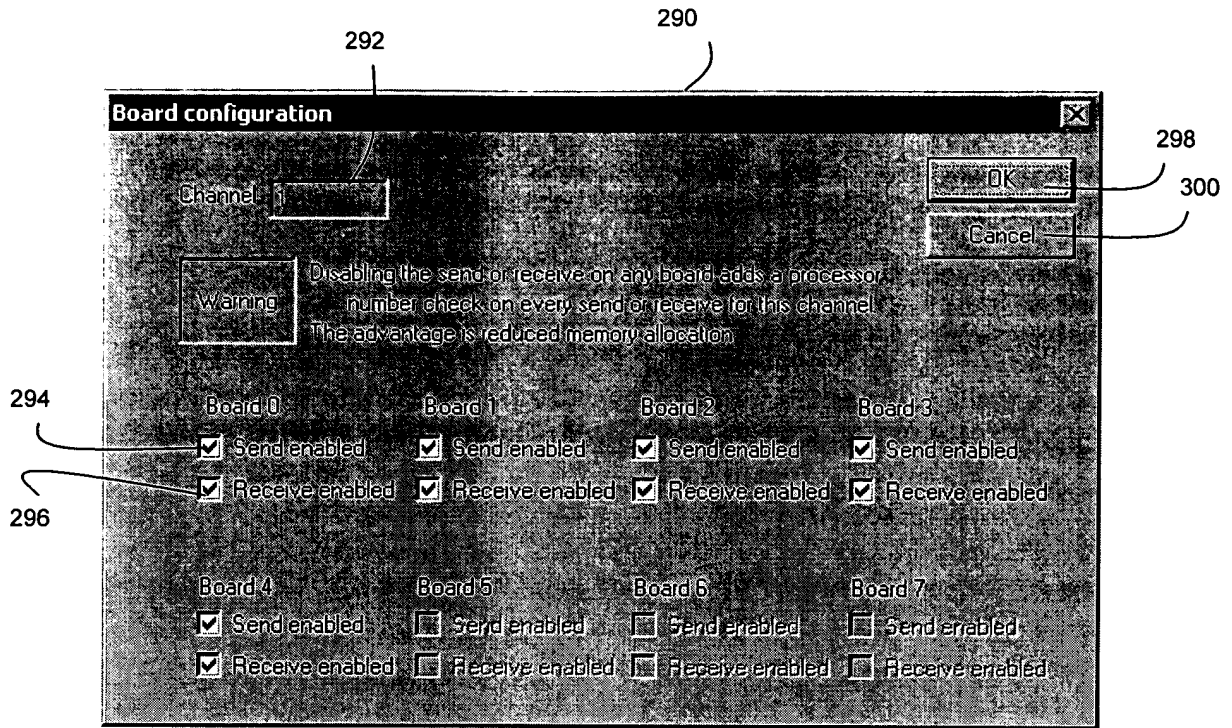 290
292
Board configuration
298
Channel 1
OK
300
Cancel
Warning
Disabling the send or receive on any board adds a processor
number check on every send or receive for this channel.
The advantage is reduced memory allocation.
294
Board 0 Board 1 Board 2 Board 3
Send enabled Send enabled Send enabled Send enabled
Receive enabled Receive enabled Receive enabled Receive enabled
296
Board 4 Board 5 Board 6 Board 7
Send enabled Send enabled Send enabled Send enabled
Receive enabled Receive enabled Receive enabled Receive enabled